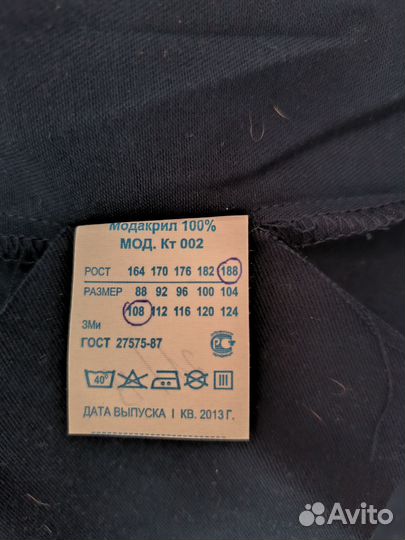 Модакрил 100%
МОД. Кт 002
РОСТ 164 170 176 182 188
РАЗМЕР 88 92 96 100 104
108 112 116 120 124
ЗМи
ГОСТ 27575-87
40°
ДАТА ВЫПУСКА I КВ. 2013 Г.
Avito